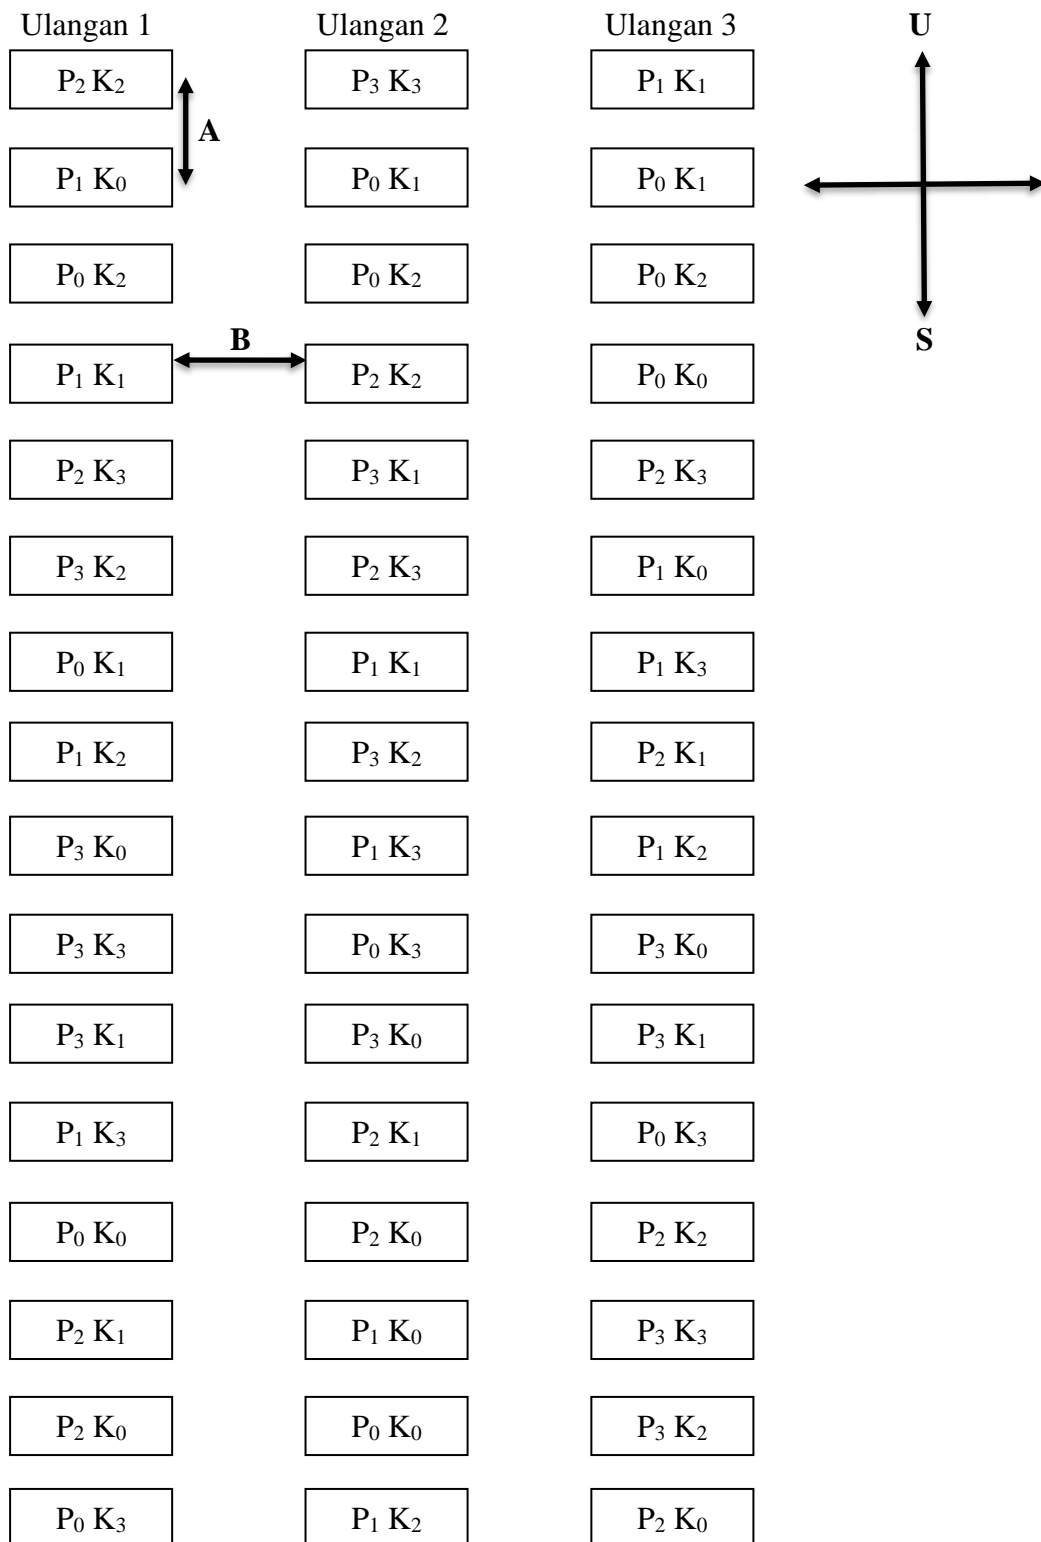 Ulangan 1 Ulangan 2 Ulangan 3 U
P₂ K₂ P₃ K₃ P₁ K₁
A
P₁ K₀ P₀ K₁ P₀ K₁
P₀ K₂ P₀ K₂ P₀ K₂
B S
P₁ K₁ P₂ K₂ P₀ K₀
P₂ K₃ P₃ K₁ P₂ K₃
P₃ K₂ P₂ K₃ P₁ K₀
P₀ K₁ P₁ K₁ P₁ K₃
P₁ K₂ P₃ K₂ P₂ K₁
P₃ K₀ P₁ K₃ P₁ K₂
P₃ K₃ P₀ K₃ P₃ K₀
P₃ K₁ P₃ K₀ P₃ K₁
P₁ K₃ P₂ K₁ P₀ K₃
P₀ K₀ P₂ K₀ P₂ K₂
P₂ K₁ P₁ K₀ P₃ K₃
P₂ K₀ P₀ K₀ P₃ K₂
P₀ K₃ P₁ K₂ P₂ K₀